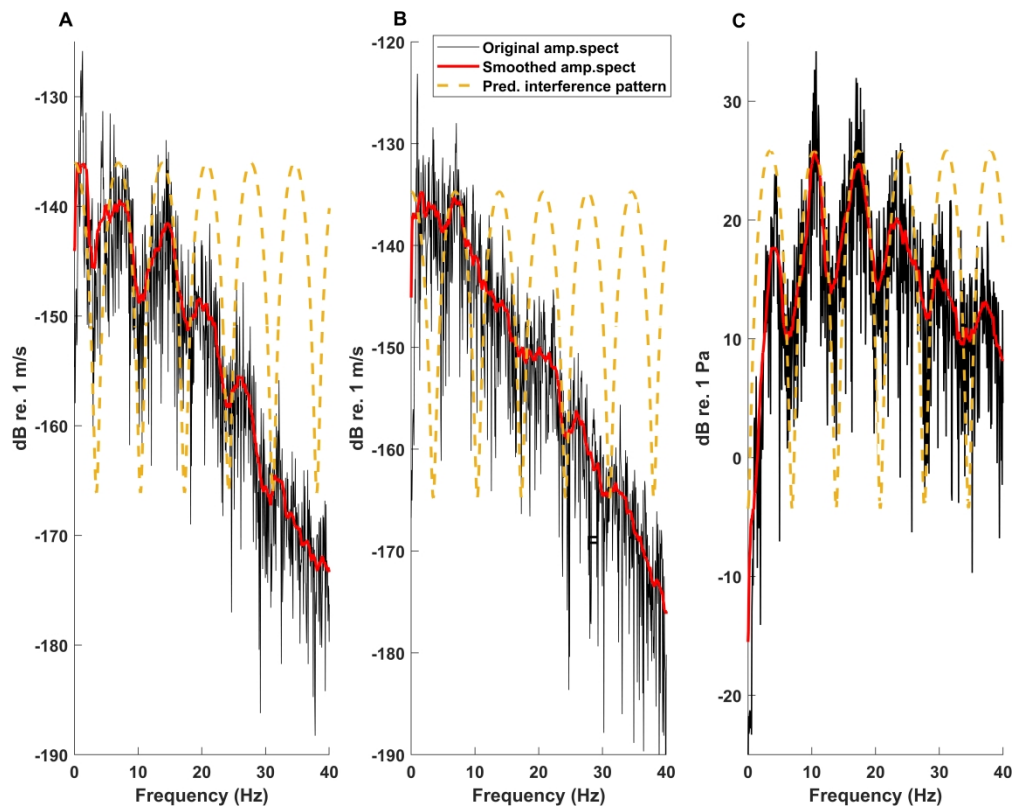 A
B
C
Original amp.spect
Smoothed amp.spect
Pred. interference pattern
dB re. 1 m/s
-130
-140
-150
-160
-170
-180
-190
0 10 20 30 40
Frequency (Hz)
dB re. 1 m/s
-120
-130
-140
-150
-160
-170
-180
-190
F
0 10 20 30 40
Frequency (Hz)
dB re. 1 Pa
30
20
10
0
-10
-20
0 10 20 30 40
Frequency (Hz)